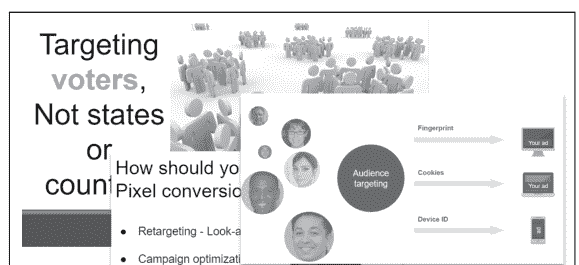 Targeting
voters,
Not states
or
How should yo
Pixel conversio
● Retargeting - Look-a
● Campaign optimizati
Audience
targeting
Fingerprint
Your ad
Cookies
Your ad
Device ID